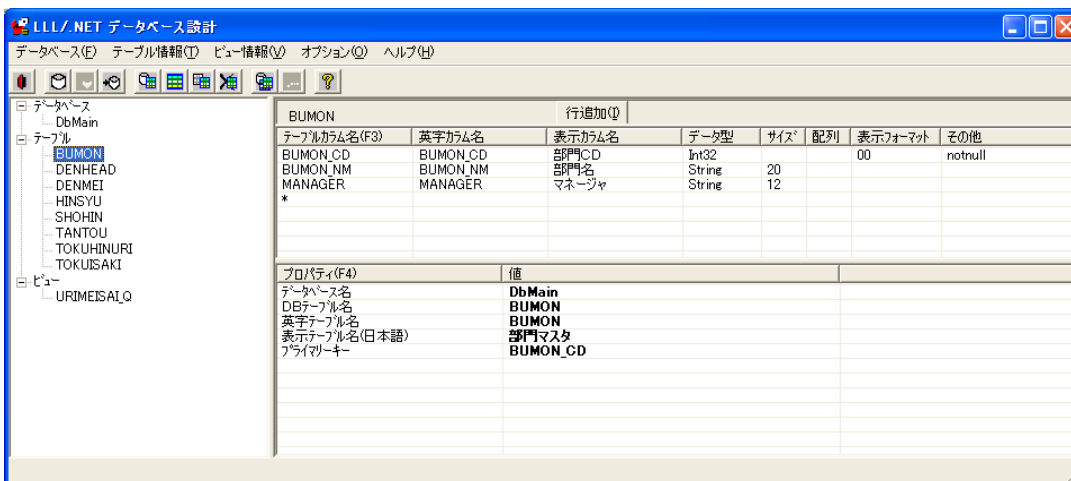 LLL/.NET データベース設計
データベース(F) テーブル情報(T) ビュー情報(V) オプション(O) ヘルプ(H)
データベース
DbMain
テーブル
BUMON
DENHEAD
DENMEI
HINSYU
SHOHIN
TANTOU
TOKUHINURI
TOKUISAKI
ビュー
URIMEISAI_Q
BUMON 行追加(I)
テーブルカラム名(F3) 英字カラム名 表示カラム名 データ型 サイズ 配列 表示フォーマット その他
BUMON_CD BUMON_CD 部門CD Int32 00 notnull
BUMON_NM BUMON_NM 部門名 String 20
MANAGER MANAGER マネージャ String 12
*
プロパティ(F4) 値
データベース名 DbMain
DBテーブル名 BUMON
英字テーブル名 BUMON
表示テーブル名(日本語) 部門マスタ
プライマリーキー BUMON_CD